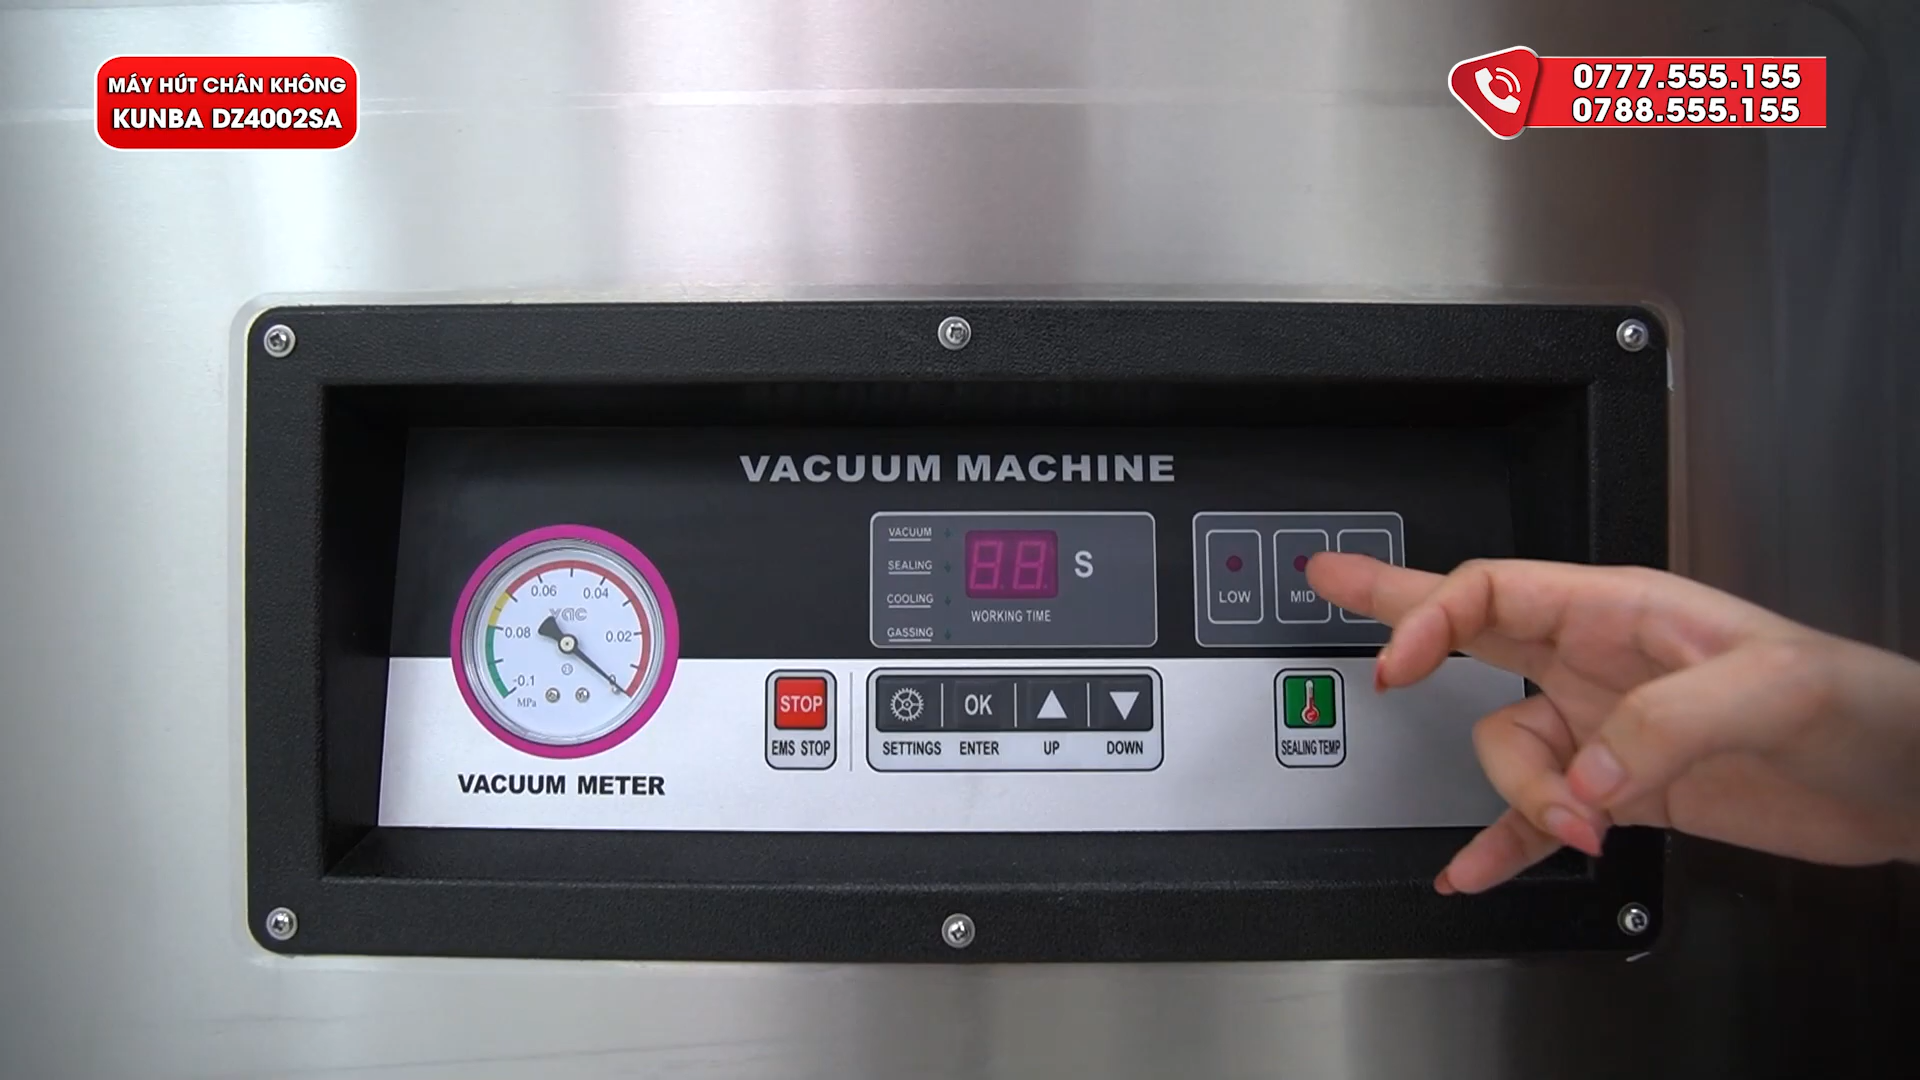 MÁY HÚT CHÂN KHÔNG
KUNBA DZ4002SA
0777.555.155
0788.555.155
VACUUM MACHINE
VACUUM
SEALING
COOLING
GASSING
88 S
WORKING TIME
LOW
MID
0.06
0.04
0.08
0.02
-0.1
0
vac
MPa
VACUUM METER
STOP
EMS STOP
OK
SETTINGS
ENTER
UP
DOWN
SEALING TEMP